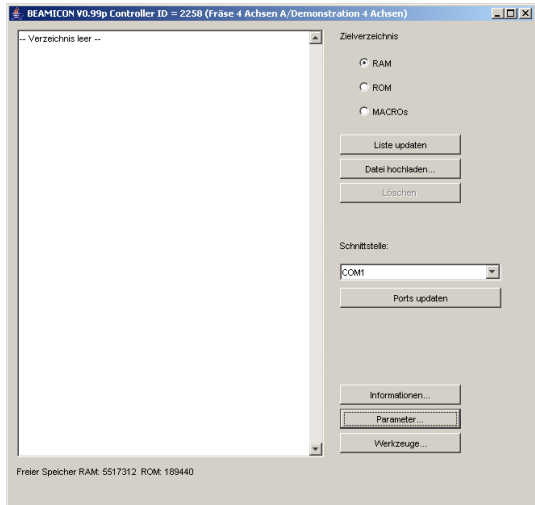 BEAMICON V0.99p Controller ID = 2258 (Fräse 4 Achsen A/Demonstration 4 Achsen)
-- Verzeichnis leer --
Zielverzeichnis
RAM
ROM
MACROs
Liste updaten
Datei hochladen...
Löschen
Schnittstelle:
COM1
Ports updaten
Informationen...
Parameter...
Werkzeuge...
Freier Speicher RAM: 5517312 ROM: 189440